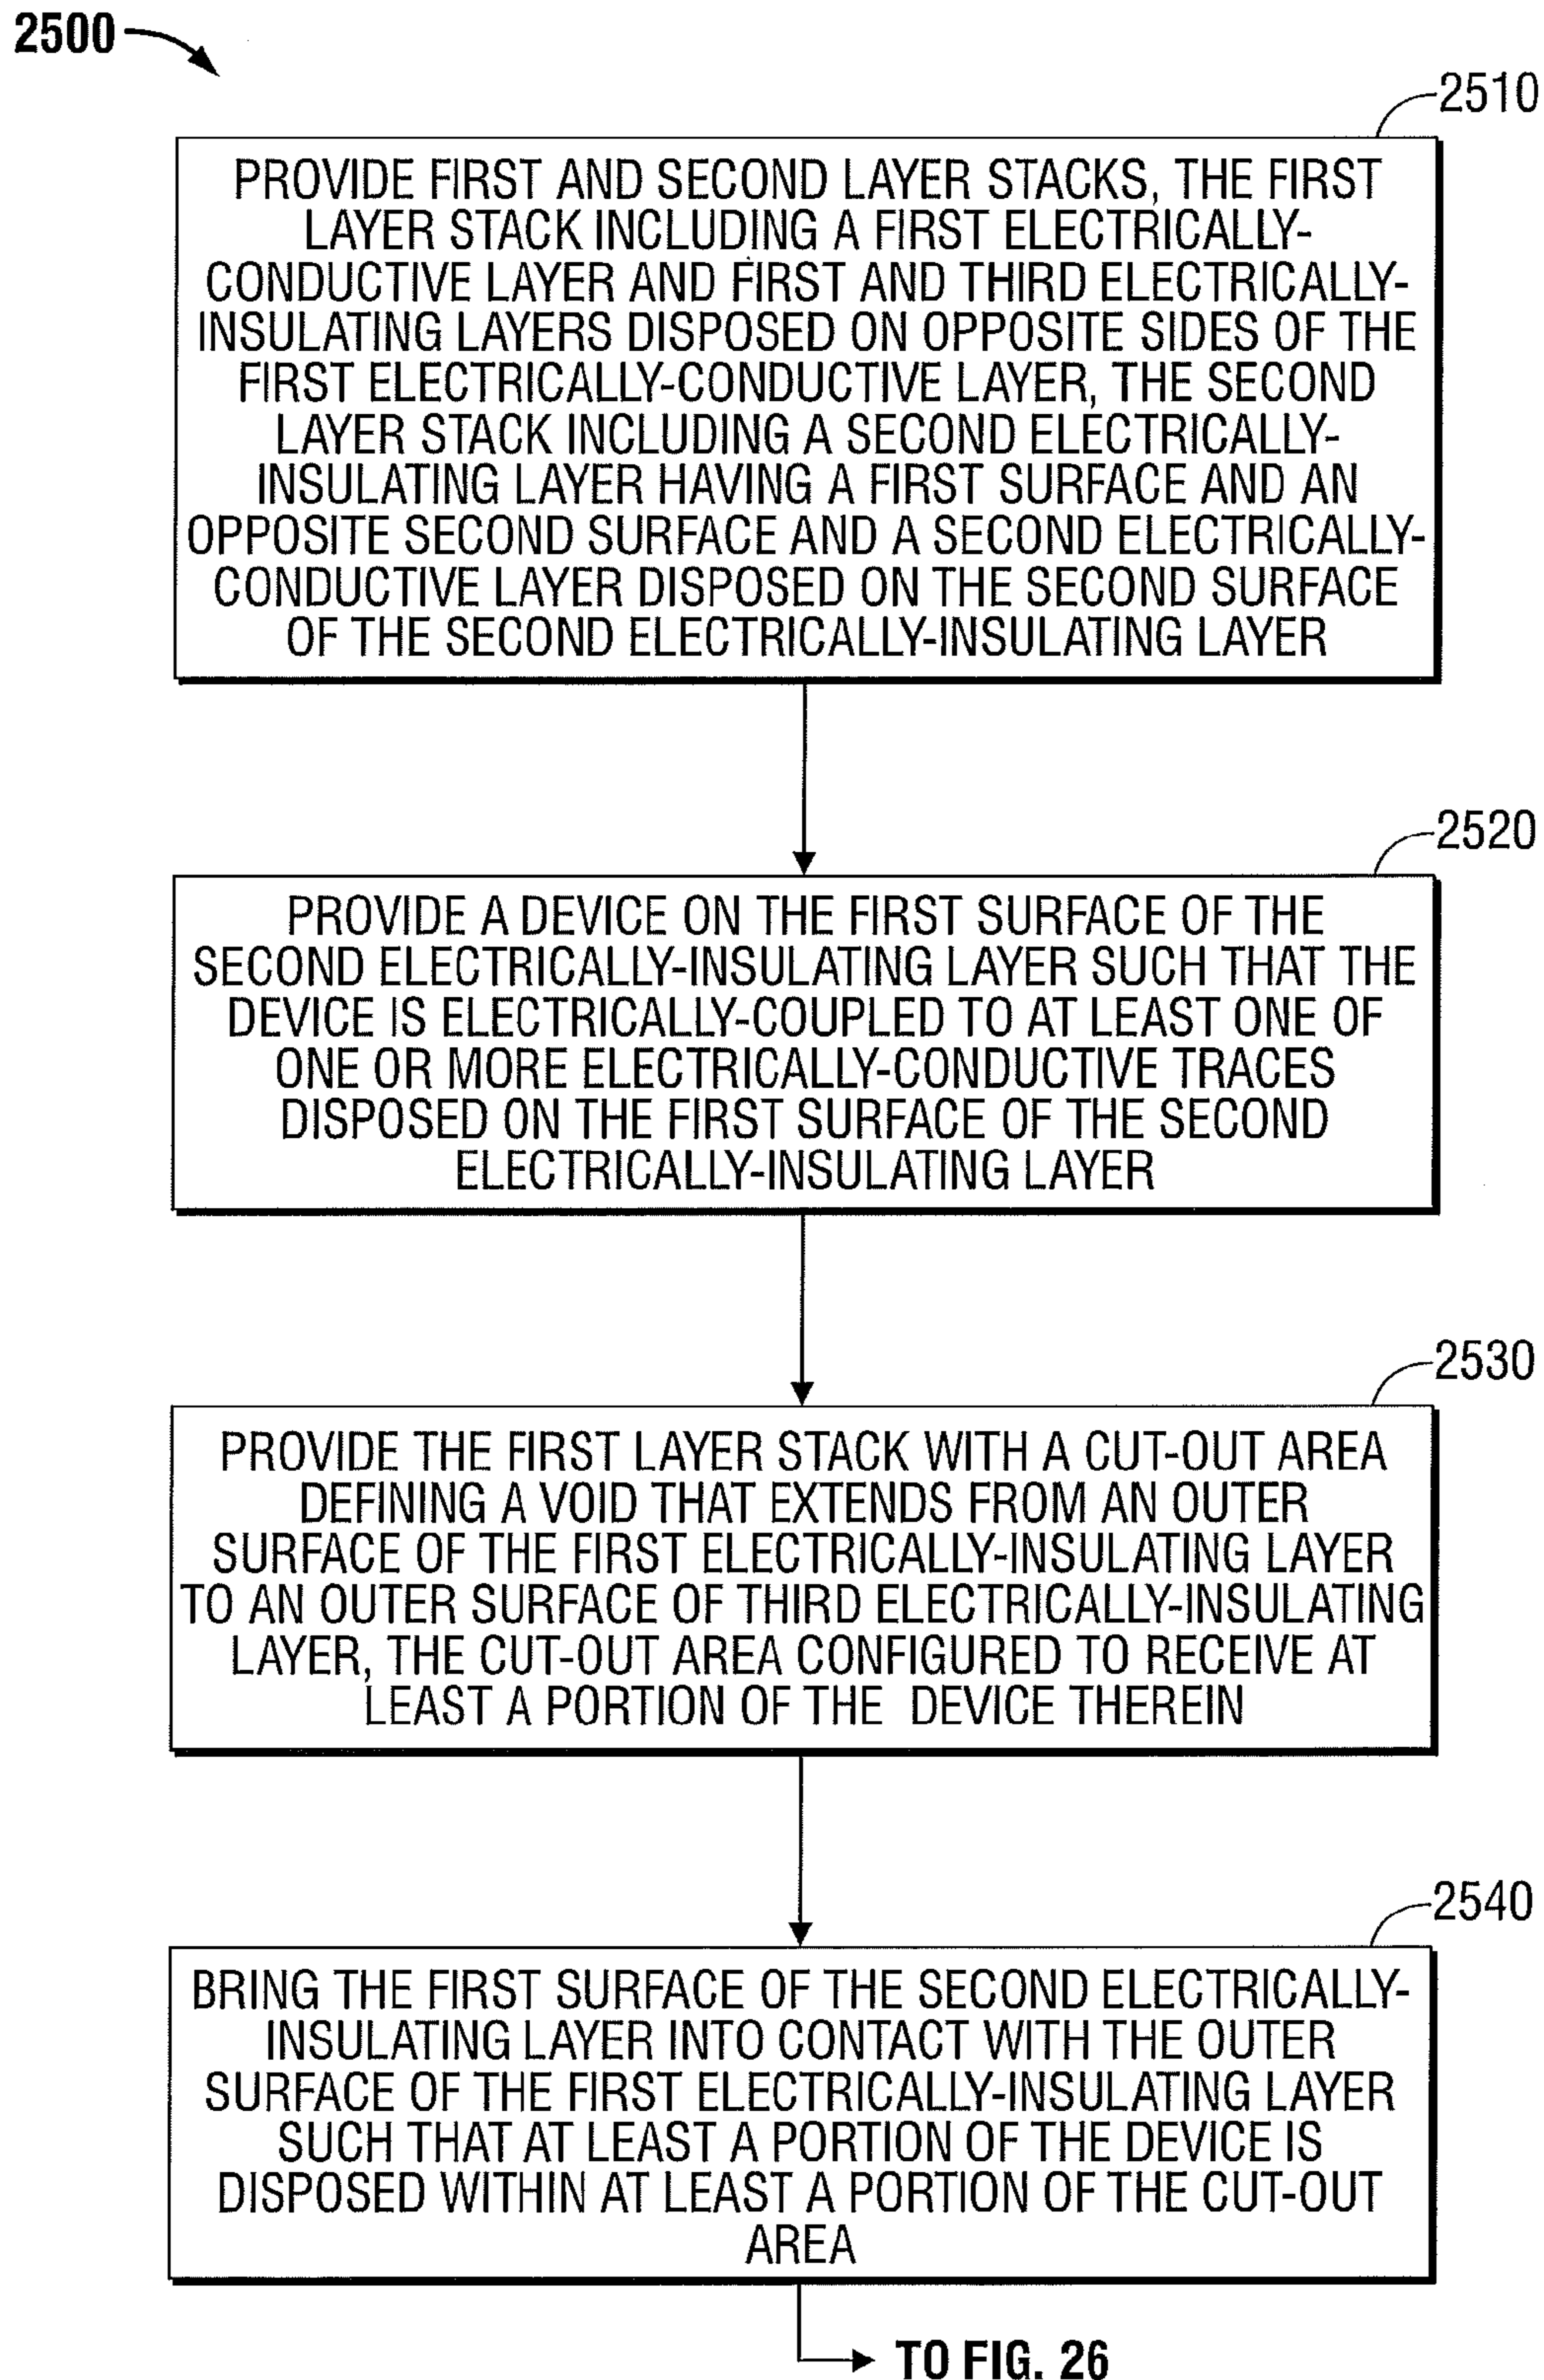 2500
2510
PROVIDE FIRST AND SECOND LAYER STACKS, THE FIRST
LAYER STACK INCLUDING A FIRST ELECTRICALLY-
CONDUCTIVE LAYER AND FIRST AND THIRD ELECTRICALLY-
INSULATING LAYERS DISPOSED ON OPPOSITE SIDES OF THE
FIRST ELECTRICALLY-CONDUCTIVE LAYER, THE SECOND
LAYER STACK INCLUDING A SECOND ELECTRICALLY-
INSULATING LAYER HAVING A FIRST SURFACE AND AN
OPPOSITE SECOND SURFACE AND A SECOND ELECTRICALLY-
CONDUCTIVE LAYER DISPOSED ON THE SECOND SURFACE
OF THE SECOND ELECTRICALLY-INSULATING LAYER
2520
PROVIDE A DEVICE ON THE FIRST SURFACE OF THE
SECOND ELECTRICALLY-INSULATING LAYER SUCH THAT THE
DEVICE IS ELECTRICALLY-COUPLED TO AT LEAST ONE OF
ONE OR MORE ELECTRICALLY-CONDUCTIVE TRACES
DISPOSED ON THE FIRST SURFACE OF THE SECOND
ELECTRICALLY-INSULATING LAYER
2530
PROVIDE THE FIRST LAYER STACK WITH A CUT-OUT AREA
DEFINING A VOID THAT EXTENDS FROM AN OUTER
SURFACE OF THE FIRST ELECTRICALLY-INSULATING LAYER
TO AN OUTER SURFACE OF THIRD ELECTRICALLY-INSULATING
LAYER, THE CUT-OUT AREA CONFIGURED TO RECEIVE AT
LEAST A PORTION OF THE DEVICE THEREIN
2540
BRING THE FIRST SURFACE OF THE SECOND ELECTRICALLY-
INSULATING LAYER INTO CONTACT WITH THE OUTER
SURFACE OF THE FIRST ELECTRICALLY-INSULATING LAYER
SUCH THAT AT LEAST A PORTION OF THE DEVICE IS
DISPOSED WITHIN AT LEAST A PORTION OF THE CUT-OUT
AREA
TO FIG. 26